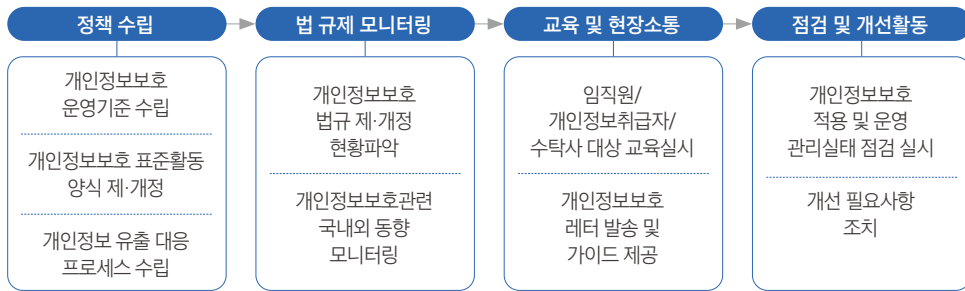 정책 수립
개인정보보호
운영기준 수립
개인정보보호 표준활동
양식 제·개정
개인정보 유출 대응
프로세스 수립
법 규제 모니터링
개인정보보호
법규 제·개정
현황파악
개인정보보호관련
국내외 동향
모니터링
교육 및 현장소통
임직원/
개인정보취급자/
수탁사 대상 교육실시
개인정보보호
레터 발송 및
가이드 제공
점검 및 개선활동
개인정보보호
적용 및 운영
관리실태 점검 실시
개선 필요사항
조치